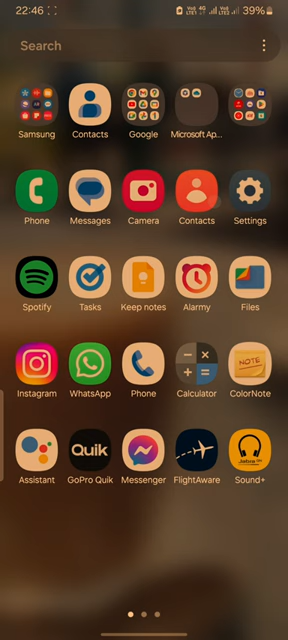 22:46
4G
39%
Search
Samsung
Contacts
Google
Microsoft Ap...
Phone
Messages
Camera
Contacts
Settings
Spotify
Tasks
Keep notes
Alarmy
Files
Instagram
WhatsApp
Phone
Calculator
NOTE
ColorNote
Quik
Assistant
GoPro Quik
Messenger
FlightAware
Sound+